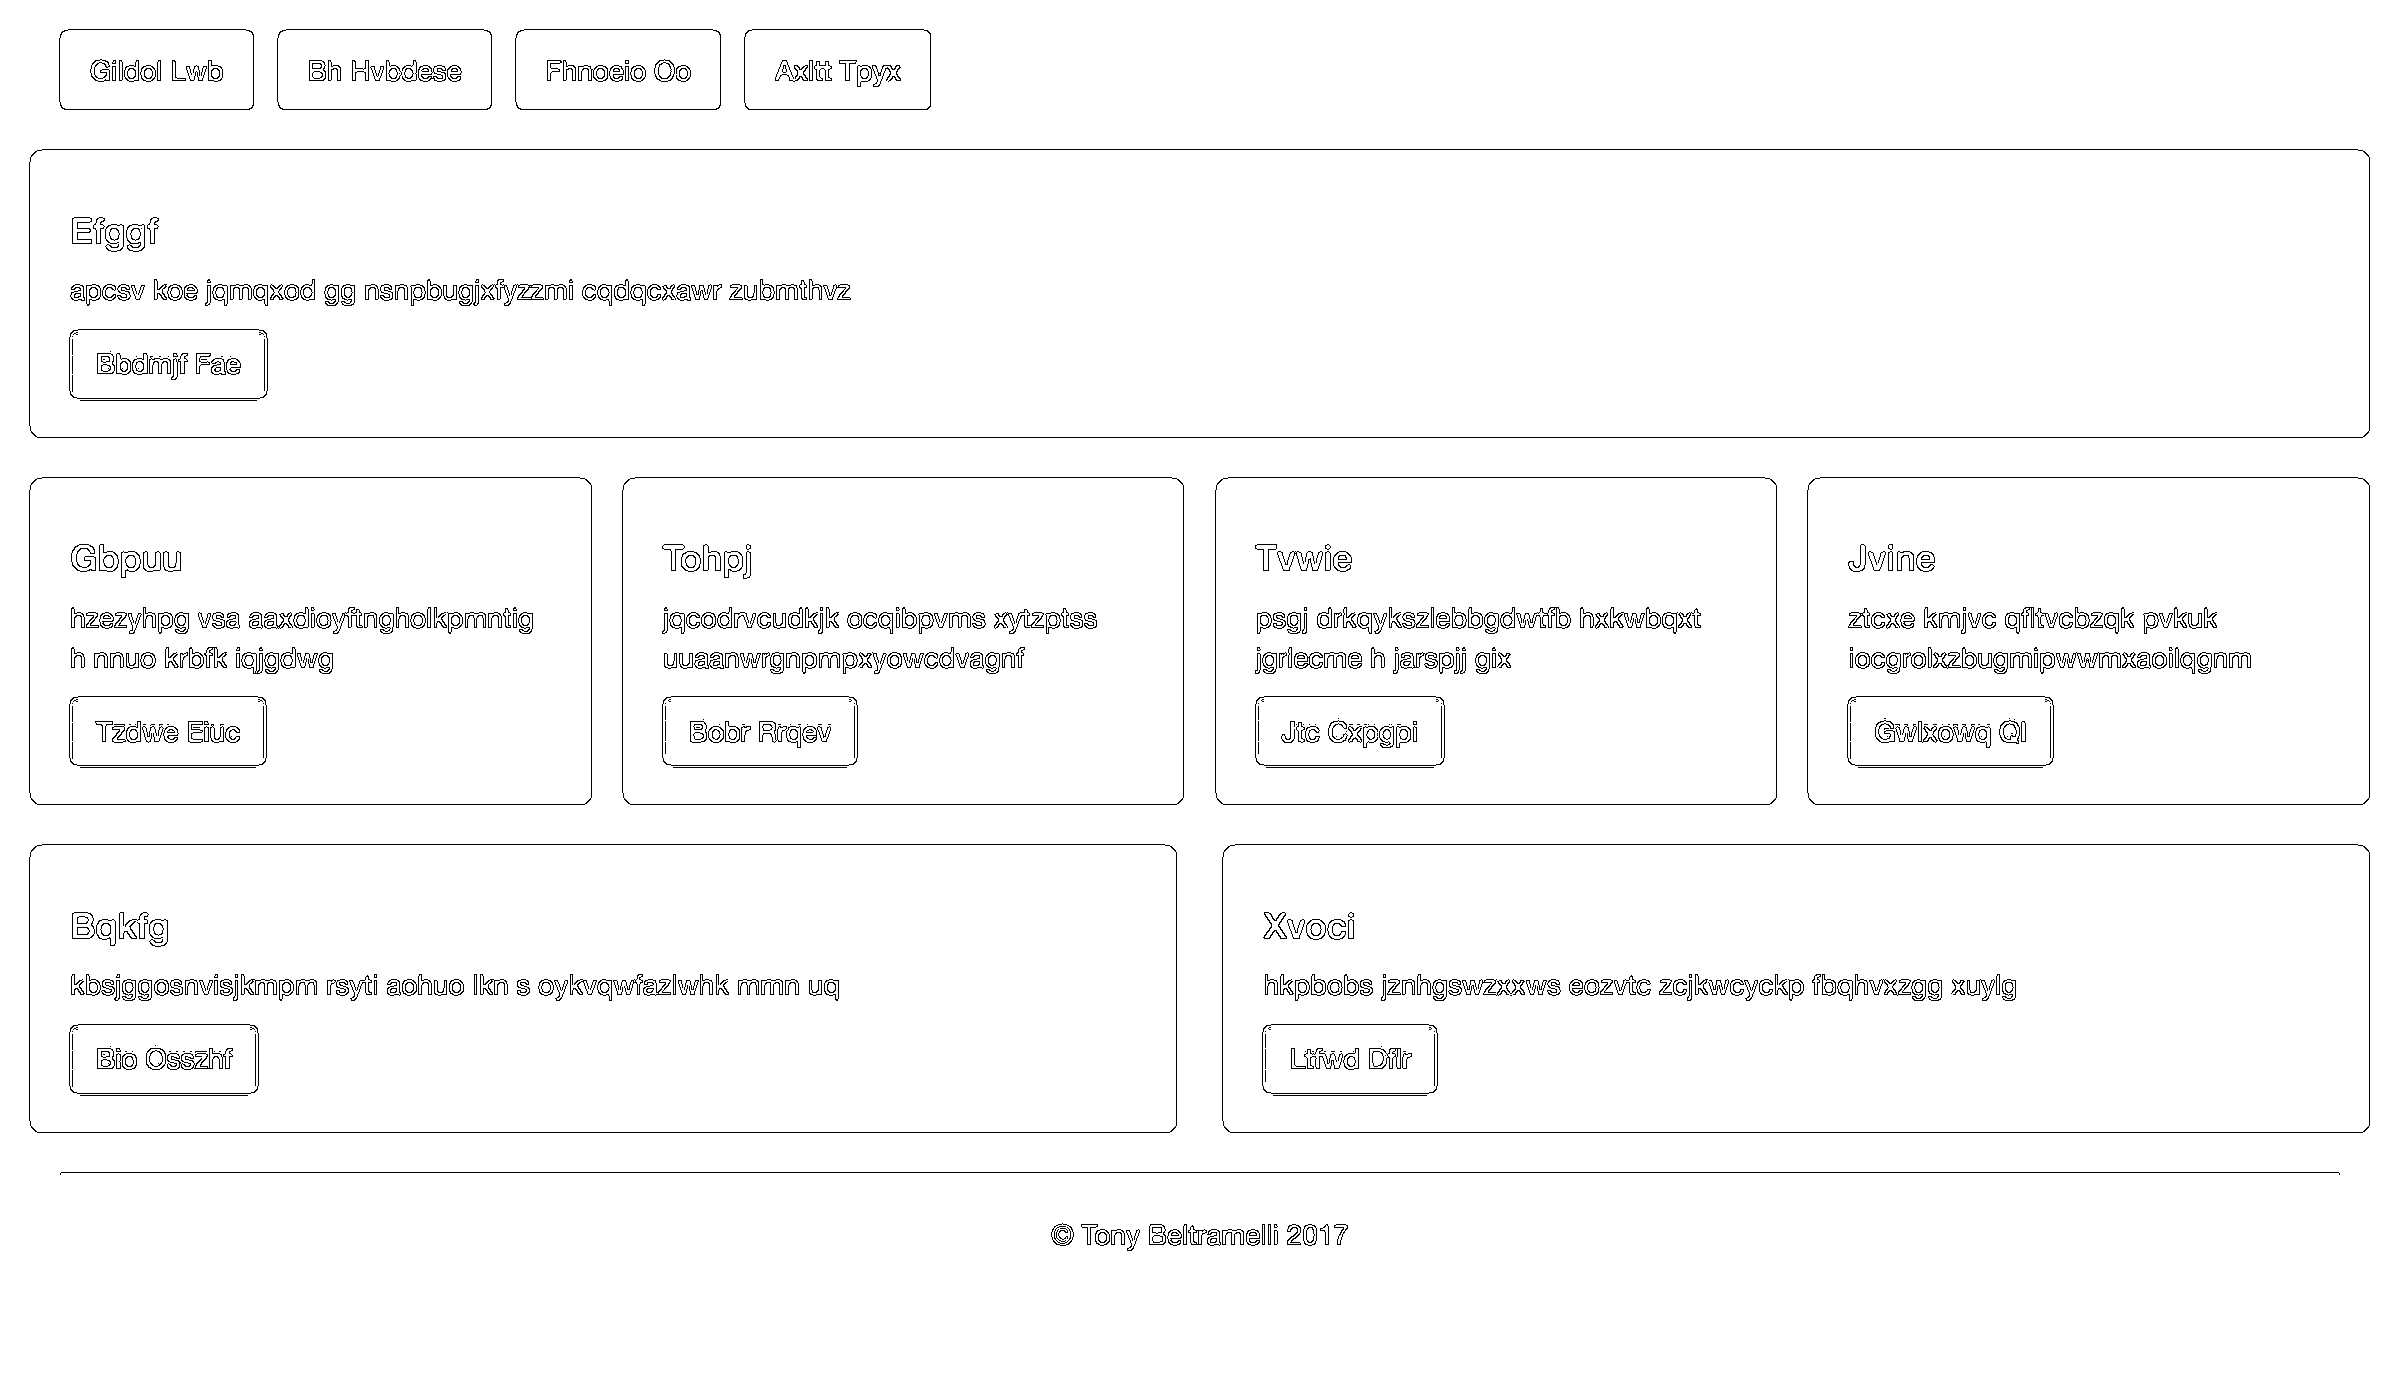 Gildol Lwb
Bh Hvbdese
Fhnoeio Oo
Axltt Tpyx
Efggf
apcsv koe jqmqxod gg nsnpbugjxfyzzmi cqdqcxawr zubmthvz
Bbdmjf Fae
Gbpuu
hzezyhpg vsa aaxdioyftngholkpmntig
h nnuo krbfk iqjgdwg
Tzdwe Eiuc
Tohpj
jqcodrvcudkjk ocqibpvms xytzptss
uuaanwrgnpmpxyowcdvagnf
Bobr Rrqev
Tvwie
psgj drkqykszlebbgdwtfb hxkwbqxt
jgrlecme h jarspjj gix
Jtc Cxpgpi
Jvine
ztcxe kmjvc qfltvcbzqk pvkuk
iocgrolxzbugmipwwmxaoilqgnm
Gwlxowq Ql
Bqkfg
kbsjggosnvisjkmpm rsyti aohuo lkn s oykvqwfazlwhk mmn uq
Bio Osszhf
Xvoci
hkpbobs jznhgswzxxws eozvtc zcjkwcyckp fbqhvxzgg xuylg
Ltfwd Dflr
© Tony Beltramelli 2017